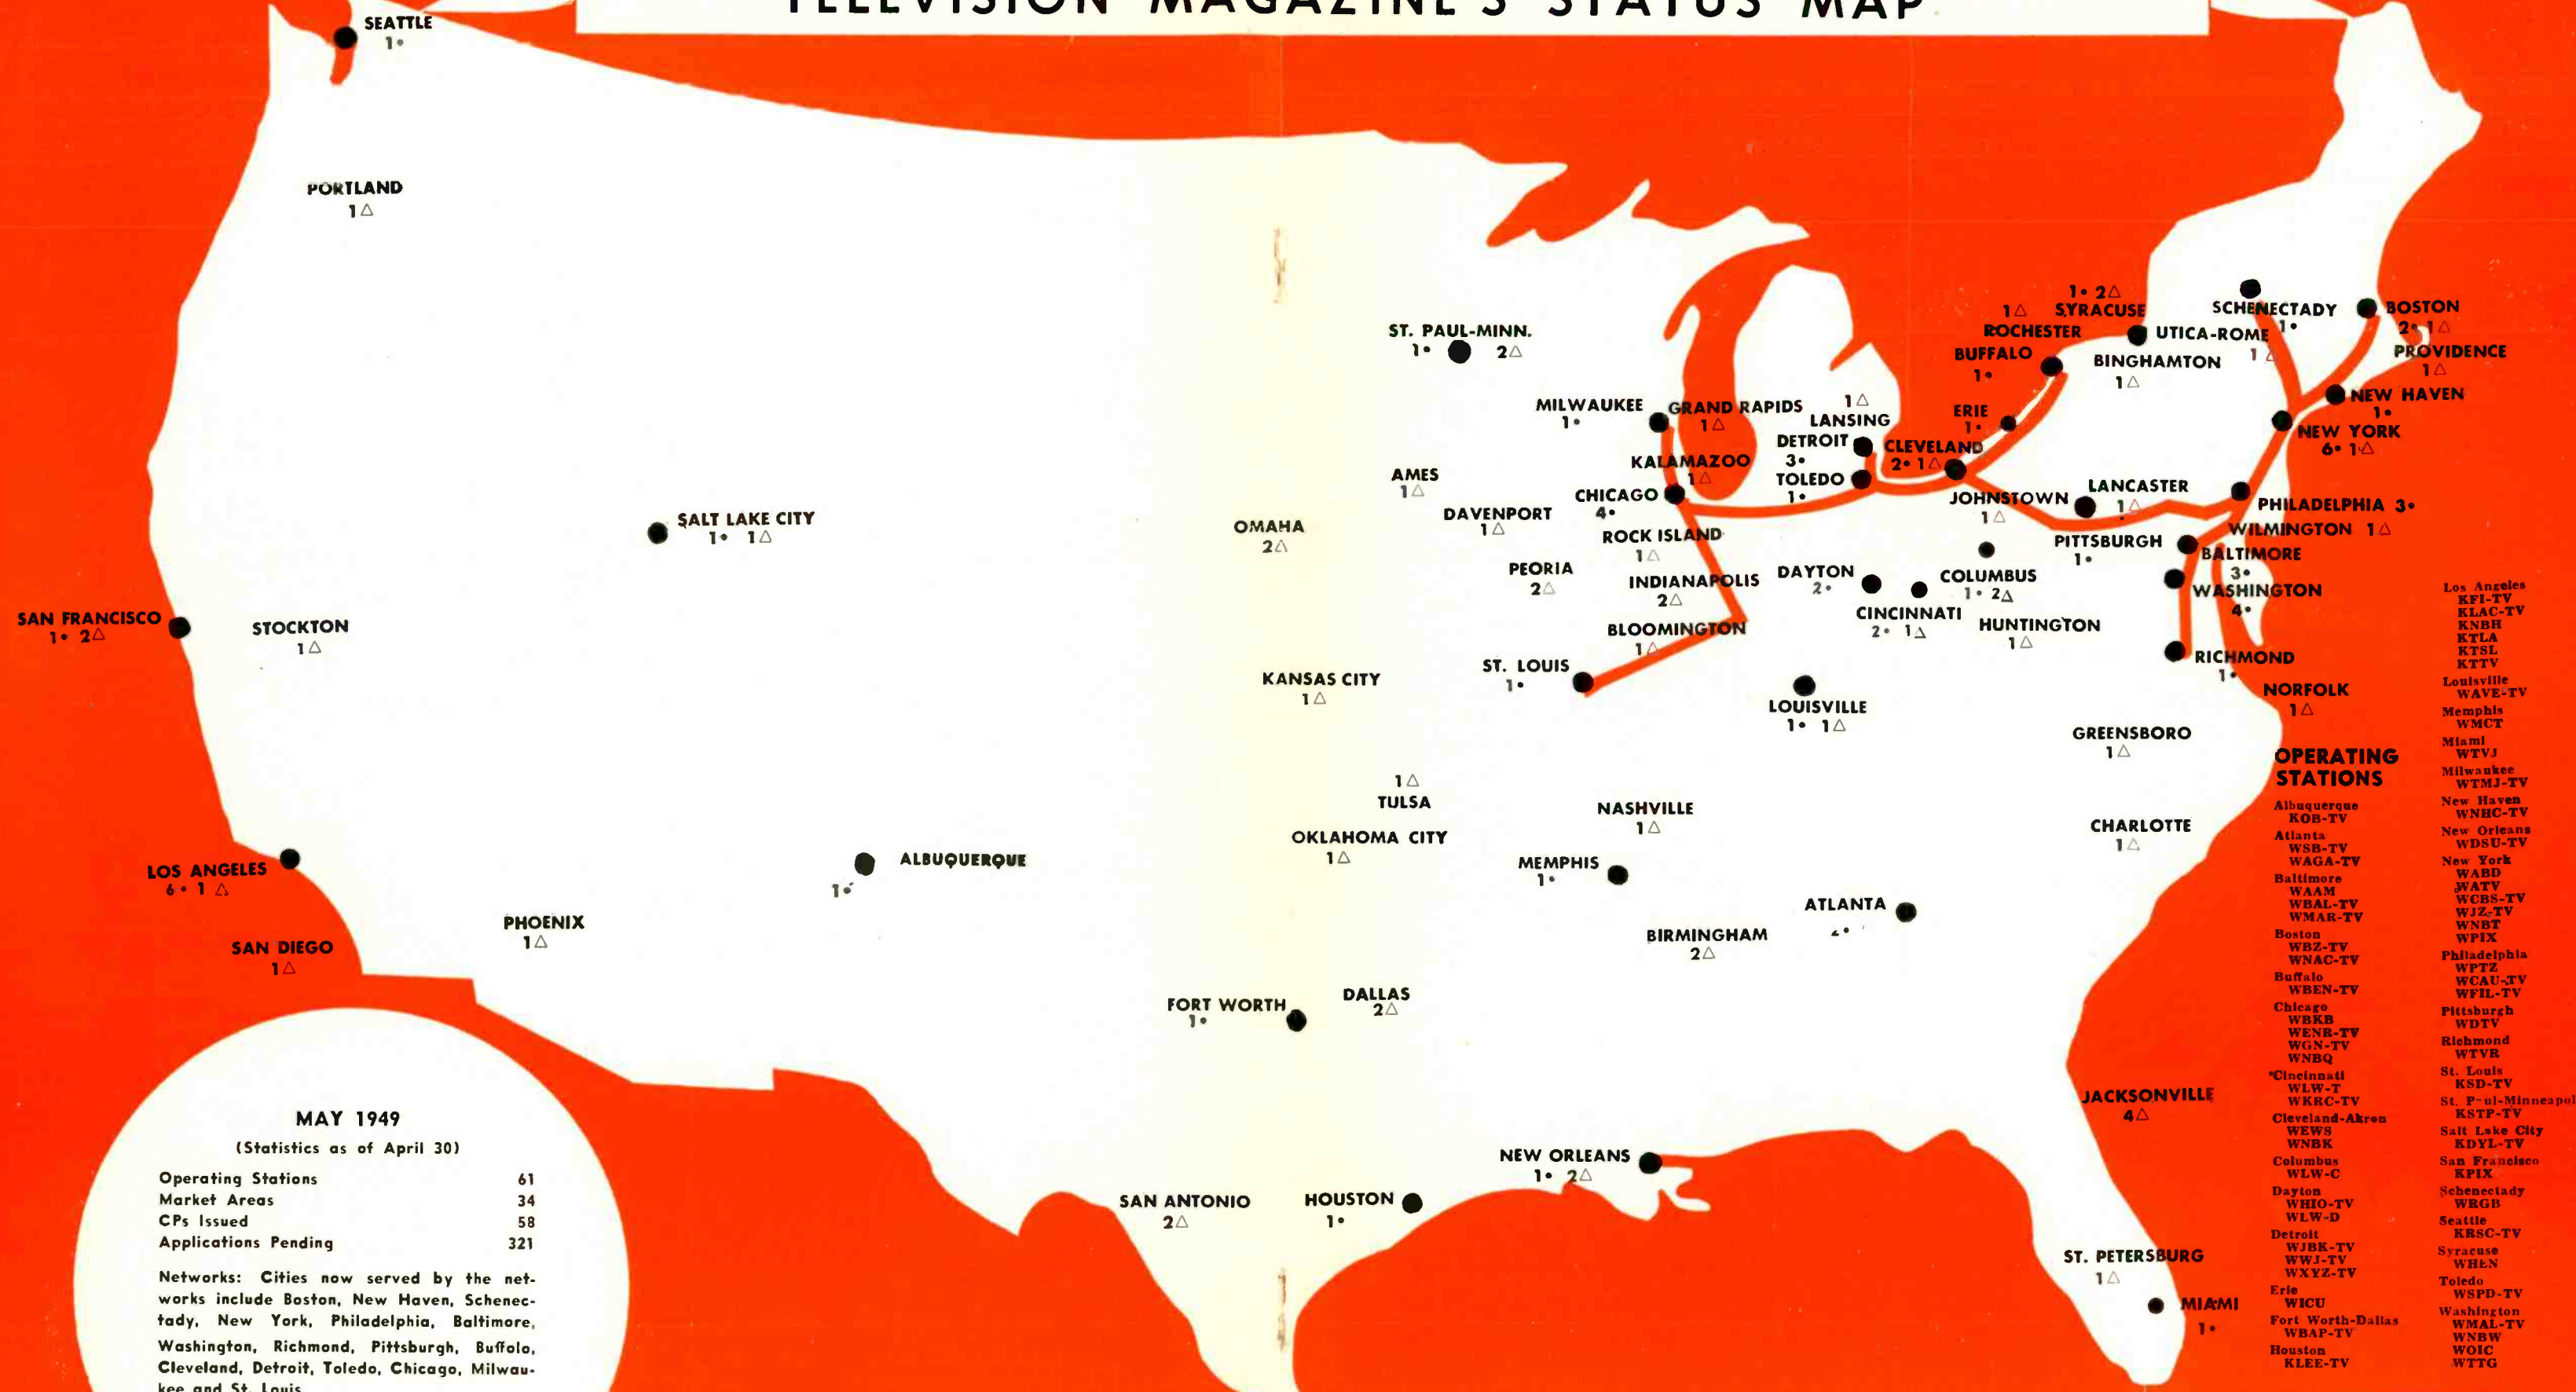 TELEVISION MAGAZINE'S STATUS MAP
SEATTLE
1•
PORTLAND
1△
SALT LAKE CITY
1• 1△
SAN FRANCISCO
1• 2△
STOCKTON
1△
LOS ANGELES
6• 1△
SAN DIEGO
1△
PHOENIX
1△
ALBUQUERQUE
1•
ST. PAUL-MINN.
1• 2△
MILWAUKEE
1•
GRAND RAPIDS
1△
1△
LANSING
DETROIT
3•
KALAMAZOO
1△
TOLEDO
1•
CHICAGO
4•
CLEVELAND
2• 1△
AMES
1△
DAVENPORT
1△
OMAHA
2△
ROCK ISLAND
1△
PEORIA
2△
INDIANAPOLIS
2△
BLOOMINGTON
1△
DAYTON
2•
COLUMBUS
1• 2△
CINCINNATI
2• 1△
HUNTINGTON
1△
ST. LOUIS
1•
KANSAS CITY
1△
LOUISVILLE
1• 1△
1• 2△
SYRACUSE
1△
ROCHESTER
BUFFALO
1•
UTICA-ROME
1△
BINGHAMTON
1△
ERIE
1•
SCHENECTADY
1•
BOSTON
2• 1△
PROVIDENCE
1△
NEW HAVEN
1•
NEW YORK
6• 1△
JOHNSTOWN
1△
LANCASTER
1△
PHILADELPHIA 3•
WILMINGTON 1△
PITTSBURGH
1•
BALTIMORE
3•
WASHINGTON
4•
RICHMOND
1•
NORFOLK
1△
GREENSBORO
1△
CHARLOTTE
1△
1△
TULSA
OKLAHOMA CITY
1△
NASHVILLE
1△
MEMPHIS
1•
ATLANTA
BIRMINGHAM
2△
FORT WORTH
1•
DALLAS
2△
SAN ANTONIO
2△
HOUSTON
1•
NEW ORLEANS
1• 2△
JACKSONVILLE
4△
ST. PETERSBURG
1△
MIAMI
1•
MAY 1949
(Statistics as of April 30)
Operating Stations 61
Market Areas 34
CPs Issued 58
Applications Pending 321
Networks: Cities now served by the net-
works include Boston, New Haven, Schenec-
tady, New York, Philadelphia, Baltimore,
Washington, Richmond, Pittsburgh, Buffolo,
Cleveland, Detroit, Toledo, Chicago, Milwau-
kee and St. Louis
OPERATING
STATIONS
Albuquerque
KOB-TV
Atlanta
WSB-TV
WAGA-TV
Baltimore
WAAM
WBAL-TV
WMAR-TV
Boston
WBZ-TV
WNAC-TV
Buffalo
WBEN-TV
Chicago
WBKB
WENR-TV
WGN-TV
WNBQ
*Cincinnati
WLW-T
WKRC-TV
Cleveland-Akron
WEWS
WNBK
Columbus
WLW-C
Dayton
WHIO-TV
WLW-D
Detroit
WJBK-TV
WWJ-TV
WXYZ-TV
Erie
WICU
Fort Worth-Dallas
WBAP-TV
Houston
KLEE-TV
Los Angeles
KFI-TV
KLAC-TV
KNBH
KTLA
KTSL
KTTV
Louisville
WAVE-TV
Memphis
WMCT
Miami
WTVJ
Milwaukee
WTMJ-TV
New Haven
WNHC-TV
New Orleans
WDSU-TV
New York
WABD
WATV
WCBS-TV
WJZ-TV
WNBT
WPIX
Philadelphia
WPTZ
WCAU-TV
WFIL-TV
Pittsburgh
WDTV
Richmond
WTVR
St. Louis
KSD-TV
St. P ul-Minneapol
KSTP-TV
Salt Lake City
KDYL-TV
San Francisco
KPIX
Schenectady
WRGB
Seattle
KRSC-TV
Syracuse
WHEN
Toledo
WSPD-TV
Washington
WMAL-TV
WNBW
WOIC
WTTG